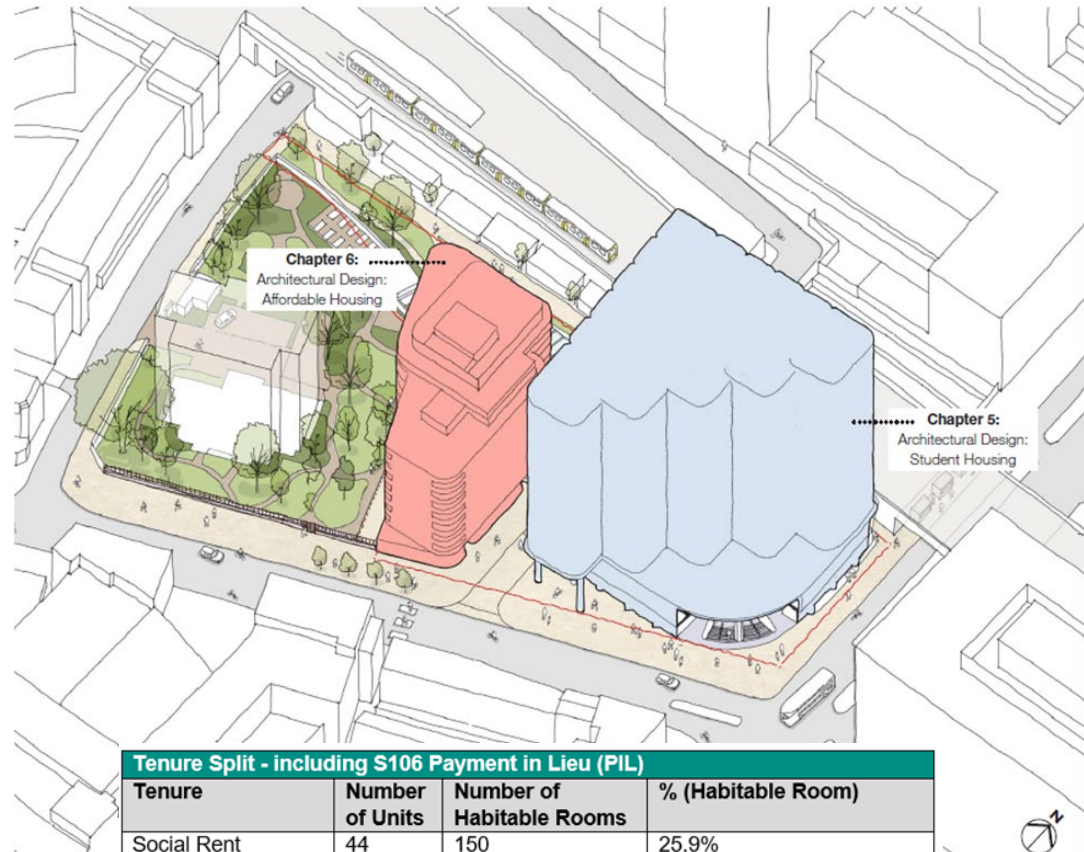 Chapter 6:
Architectural Design:
Affordable Housing
Chapter 5:
Architectural Design:
Student Housing
Tenure Split - including S106 Payment in Lieu (PIL)
Tenure Number of Units Number of Habitable Rooms % (Habitable Room)
Social Rent 44 150 25.9%
N